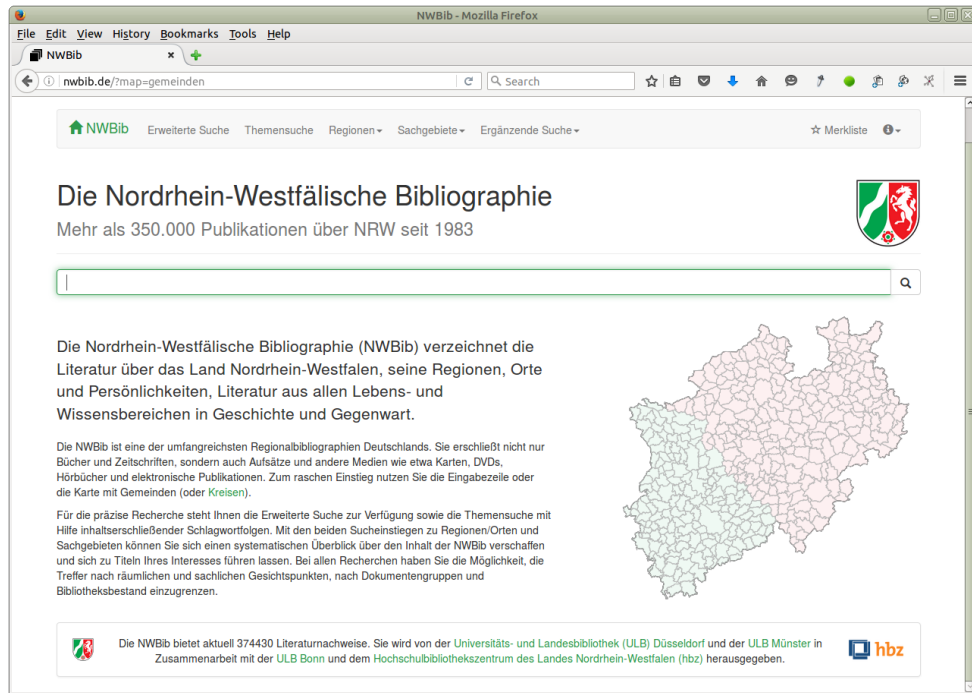 NWBib - Mozilla Firefox
File Edit View History Bookmarks Tools Help
NWBib
nwbib.de/?map=gemeinden
Search
NWBib Erweiterte Suche Themensuche Regionen Sachgebiete Ergänzende Suche Merkliste
Die Nordrhein-Westfälische Bibliographie
Mehr als 350.000 Publikationen über NRW seit 1983
Die Nordrhein-Westfälische Bibliographie (NWBib) verzeichnet die
Literatur über das Land Nordrhein-Westfalen, seine Regionen, Orte
und Persönlichkeiten, Literatur aus allen Lebens- und
Wissensbereichen in Geschichte und Gegenwart.
Die NWBib ist eine der umfangreichsten Regionalbibliographien Deutschlands. Sie erschließt nicht nur
Bücher und Zeitschriften, sondern auch Aufsätze und andere Medien wie etwa Karten, DVDs,
Hörbücher und elektronische Publikationen. Zum raschen Einstieg nutzen Sie die Eingabezeile oder
die Karte mit Gemeinden (oder Kreisen).
Für die präzise Recherche steht Ihnen die Erweiterte Suche zur Verfügung sowie die Themensuche mit
Hilfe inhaltserschließender Schlagwortfolgen. Mit den beiden Sucheinstiegen zu Regionen/Orten und
Sachgebieten können Sie sich einen systematischen Überblick über den Inhalt der NWBib verschaffen
und sich zu Titeln Ihres Interesses führen lassen. Bei allen Recherchen haben Sie die Möglichkeit, die
Treffer nach räumlichen und sachlichen Gesichtspunkten, nach Dokumentengruppen und
Bibliotheksbestand einzugrenzen.
Die NWBib bietet aktuell 374430 Literaturnachweise. Sie wird von der Universitäts- und Landesbibliothek (ULB) Düsseldorf und der ULB Münster in
Zusammenarbeit mit der ULB Bonn und dem Hochschulbibliothekszentrum des Landes Nordrhein-Westfalen (hbz) herausgegeben.
hbz